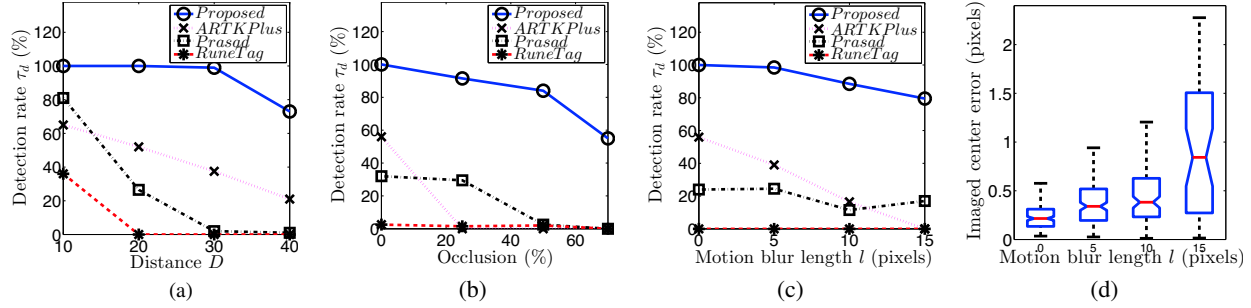 Proposed
ARTKPlus
Prasad
RuneTag
Detection rate τd (%)
120
100
80
60
40
20
0
10 20 30 40
Distance D
(a)
Proposed
ARTKPlus
Prasad
RuneTag
Detection rate τd (%)
120
100
80
60
40
20
0
0 20 40 60
Occlusion (%)
(b)
Proposed
ARTKPlus
Prasad
RuneTag
Detection rate τd (%)
120
100
80
60
40
20
0
0 5 10 15
Motion blur length l (pixels)
(c)
Imaged center error (pixels)
2
1.5
1
0.5
0
0 5 10 15
Motion blur length l (pixels)
(d)